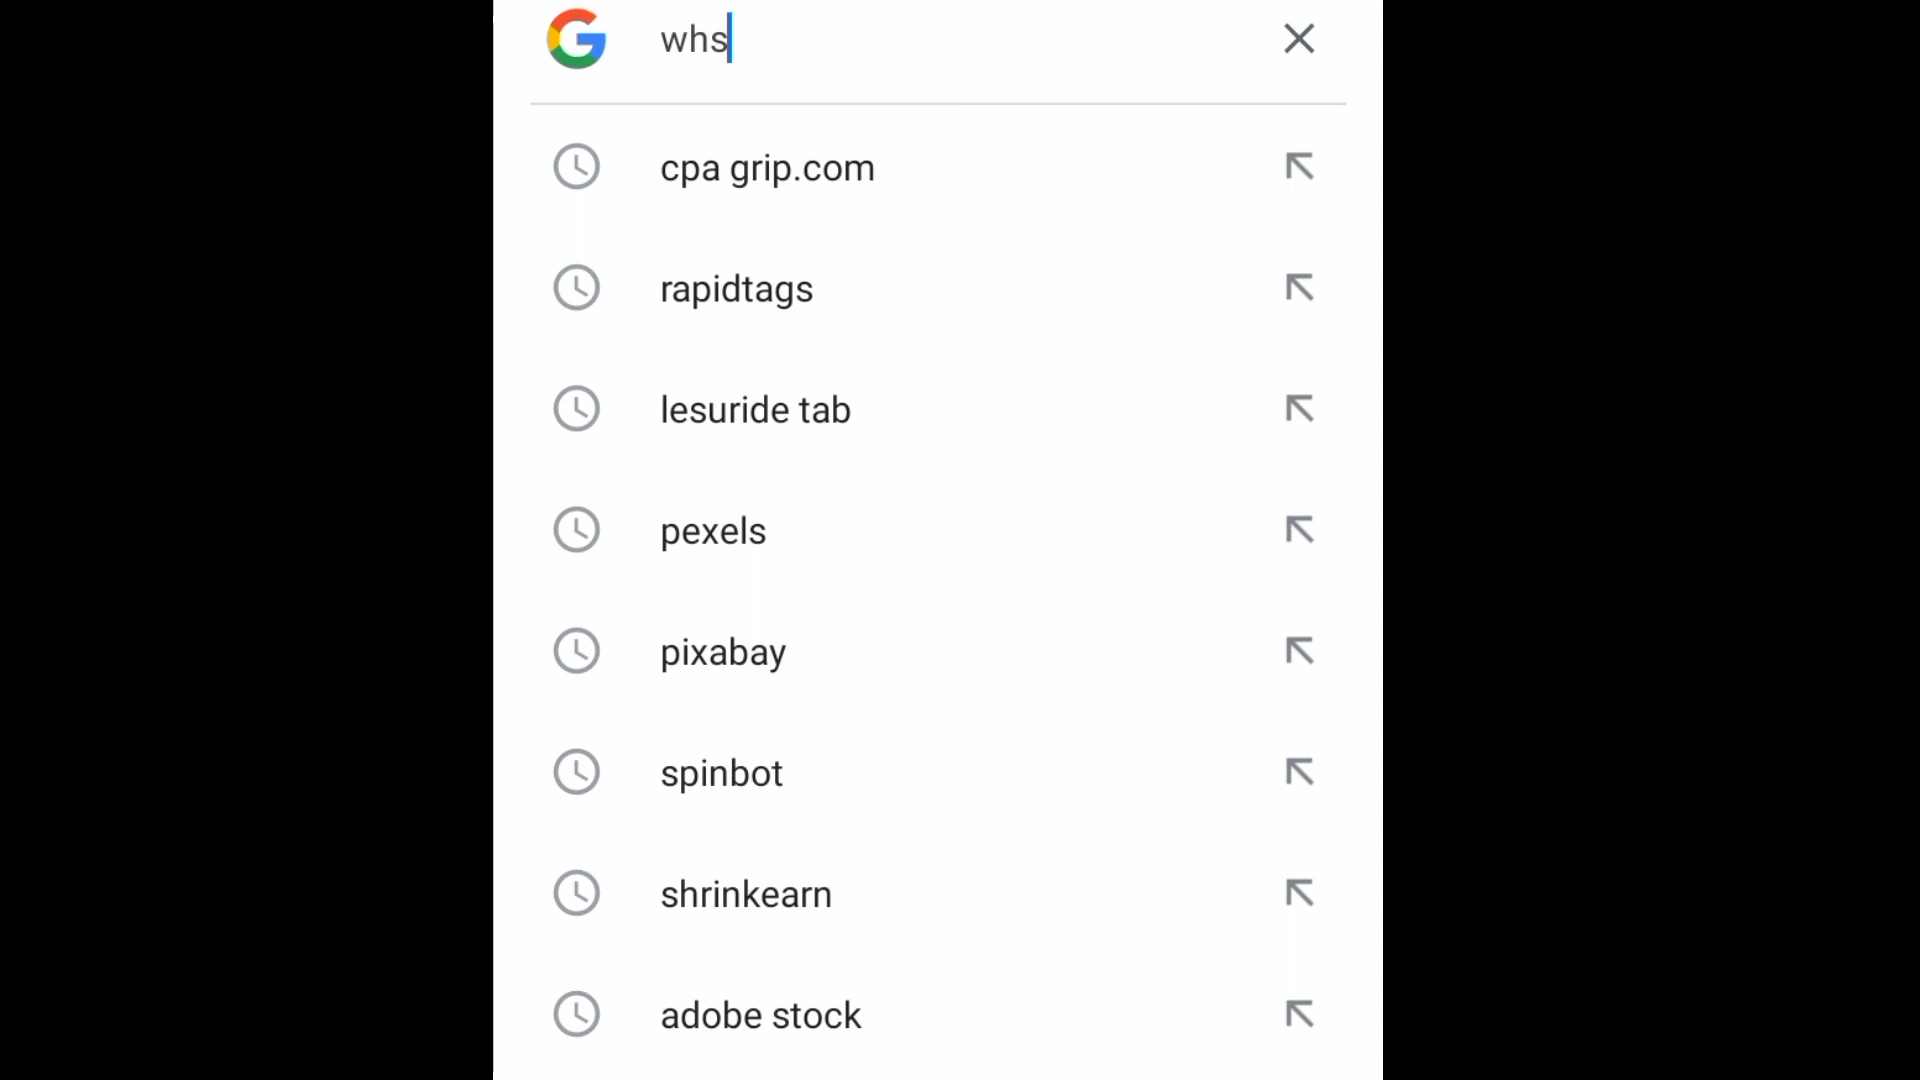 whs
cpa grip.com
rapidtags
lesuride tab
pexels
pixabay
spinbot
shrinkearn
adobe stock